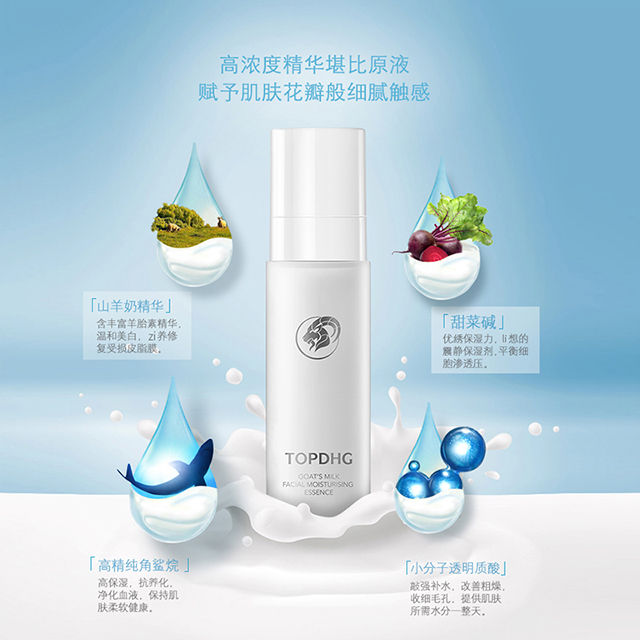 高浓度精华堪比原液
赋予肌肤花瓣般细腻触感
「山羊奶精华」
含丰富羊胎素精华，
温和美白，zi养修
复受损皮脂膜。
「甜菜碱」
优绣保湿力，li想的
震静保湿剂，平衡细
胞渗透压。
TOPDHG
GOAT'S MILK
FACIAL MOISTURISING
ESSENCE
「高精纯角鲨烷」
高保湿，抗养化，
净化血液，保持肌
肤柔软健康。
「小分子透明质酸」
敲强补水，改善粗燥，
收细毛孔，提供肌肤
所需水分一整天。